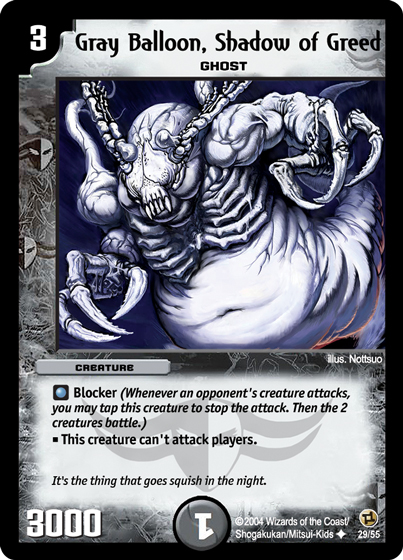 3
Gray Balloon, Shadow of Greed
GHOST
illus. Nottsuo
CREATURE
Blocker (Whenever an opponent's creature attacks,
you may tap this creature to stop the attack. Then the 2
creatures battle.)
▪ This creature can't attack players.
It's the thing that goes squish in the night.
3000
1
©2004 Wizards of the Coast/
Shogakukan/Mitsui-Kids ♦ 29/55